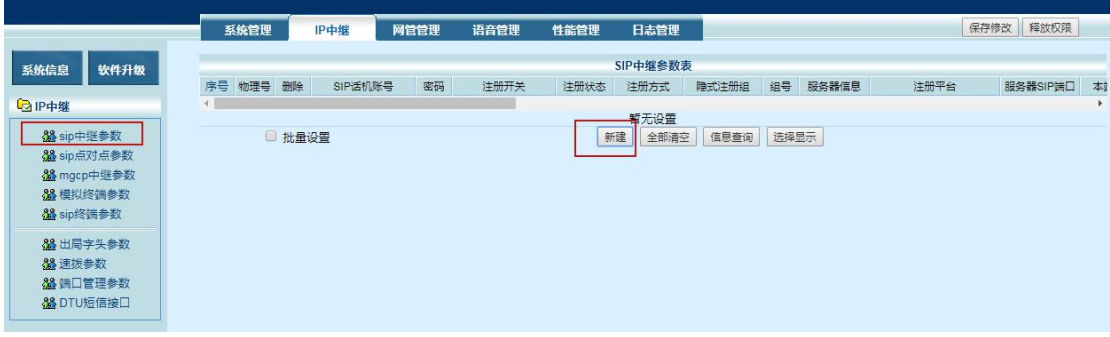 系统管理 IP中继 网管管理 语音管理 性能管理 日志管理 保存修改 释放权限
系统信息 软件升级
IP中继
sip中继参数
sip点对点参数
mgcp中继参数
模拟终端参数
sip终端参数
出局字头参数
速拨参数
端口管理参数
DTU短信接口
SIP中继参数表
序号 物理号 删除 SIP话机账号 密码 注册开关 注册状态 注册方式 隐式注册组 组号 服务器信息 注册平台 服务器SIP端口
暂无设置
批量设置 新建 全部清空 信息查询 选择显示